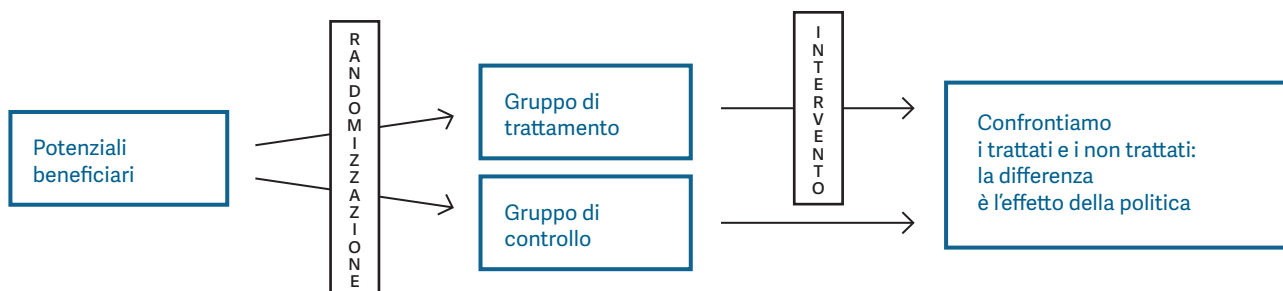 Potenziali
beneficiari
RANDOMIZZAZIONE
Gruppo di
trattamento
Gruppo di
controllo
INTERVENTO
Confrontiamo
i trattati e i non trattati:
la differenza
è l'effetto della politica